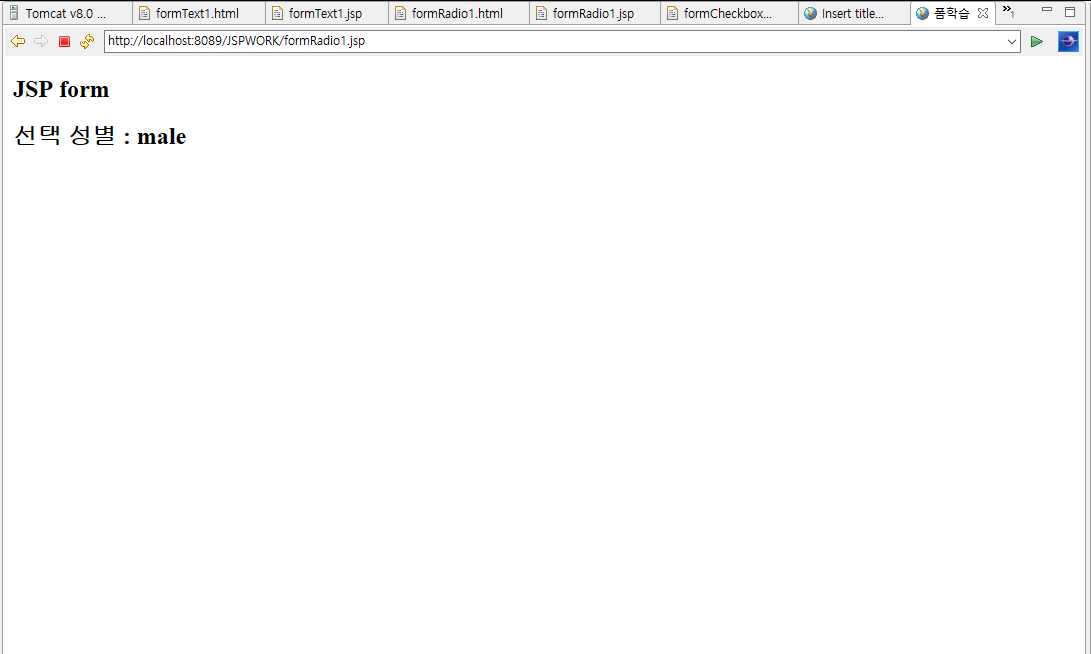 Tomcat v8.0 ... formText1.html formText1.jsp formRadio1.html formRadio1.jsp formCheckbox... Insert title... 폼학습 1
http://localhost:8089/JSPWORK/formRadio1.jsp
JSP form
선택 성별 : male